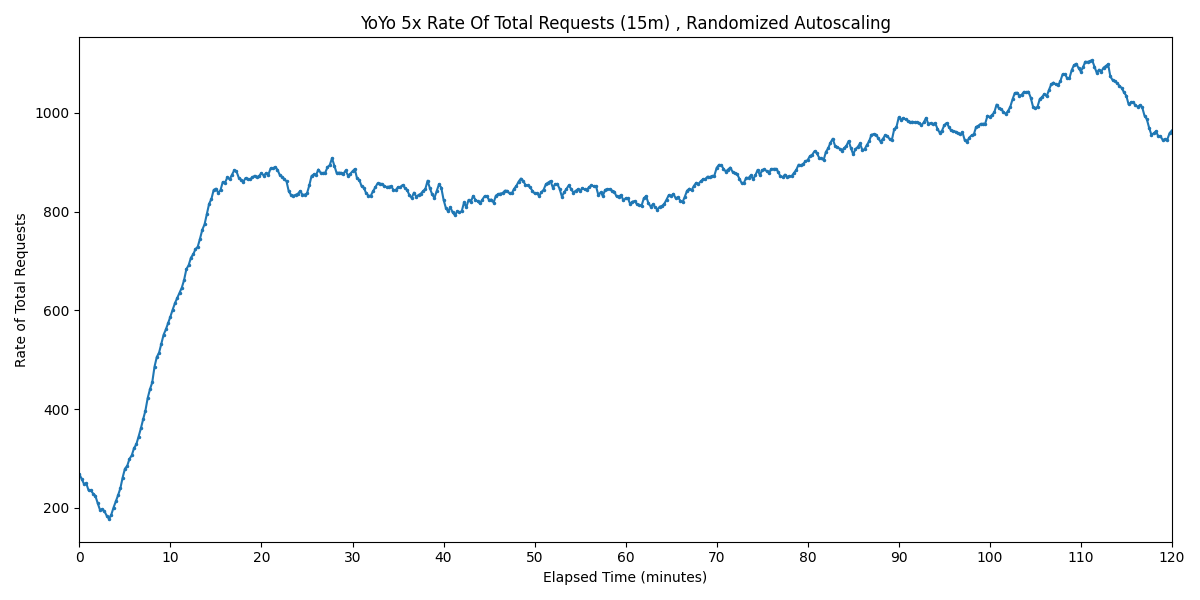 YoYo 5x Rate Of Total Requests (15m) , Randomized Autoscaling
Rate of Total Requests
1000
800
600
400
200
0 10 20 30 40 50 60 70 80 90 100 110 120
Elapsed Time (minutes)